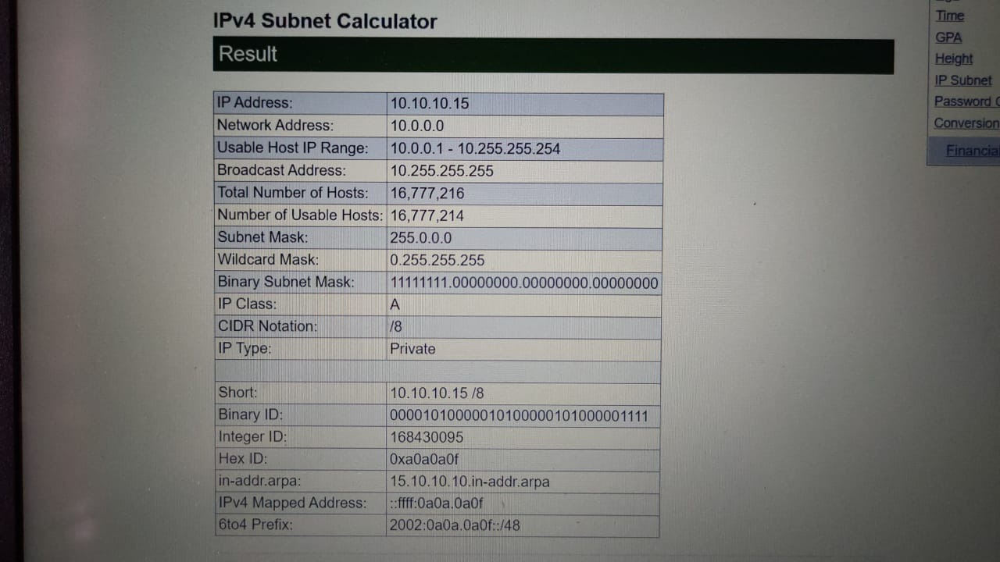 IPv4 Subnet Calculator
Result
IP Address: 10.10.10.15
Network Address: 10.0.0.0
Usable Host IP Range: 10.0.0.1 - 10.255.255.254
Broadcast Address: 10.255.255.255
Total Number of Hosts: 16,777,216
Number of Usable Hosts: 16,777,214
Subnet Mask: 255.0.0.0
Wildcard Mask: 0.255.255.255
Binary Subnet Mask: 11111111.00000000.00000000.00000000
IP Class: A
CIDR Notation: /8
IP Type: Private
Short: 10.10.10.15 /8
Binary ID: 00001010000010100000101000001111
Integer ID: 168430095
Hex ID: 0xa0a0a0f
in-addr.arpa: 15.10.10.10.in-addr.arpa
IPv4 Mapped Address: ::ffff:0a0a.0a0f
6to4 Prefix: 2002:0a0a.0a0f::/48
Time
GPA
Height
IP Subnet
Password
Conversion
Financia